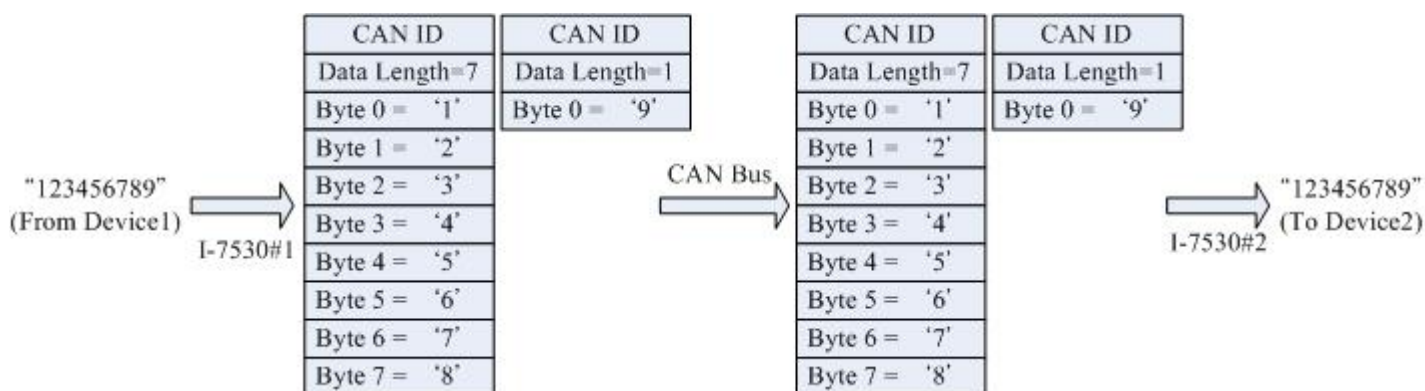 "123456789"
(From Device1)
I-7530#1
CAN ID
Data Length=7
Byte 0 = '1'
Byte 1 = '2'
Byte 2 = '3'
Byte 3 = '4'
Byte 4 = '5'
Byte 5 = '6'
Byte 6 = '7'
Byte 7 = '8'
CAN ID
Data Length=1
Byte 0 = '9'
CAN Bus
CAN ID
Data Length=7
Byte 0 = '1'
Byte 1 = '2'
Byte 2 = '3'
Byte 3 = '4'
Byte 4 = '5'
Byte 5 = '6'
Byte 6 = '7'
Byte 7 = '8'
CAN ID
Data Length=1
Byte 0 = '9'
I-7530#2
"123456789"
(To Device2)